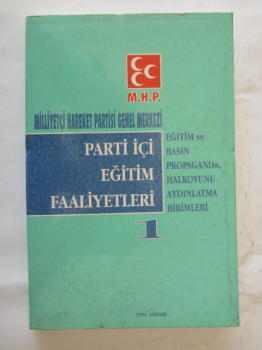 M.H.P.
MİLLİYETÇİ HAREKET PARTİSİ GENEL MERKEZİ
PARTİ İÇİ
EĞİTİM
FAALİYETLERİ
EĞİTİM ve
BASIN
PROPAGANDA,
HALKOYUNU
AYDINLATMA
BİRİMLERİ
1